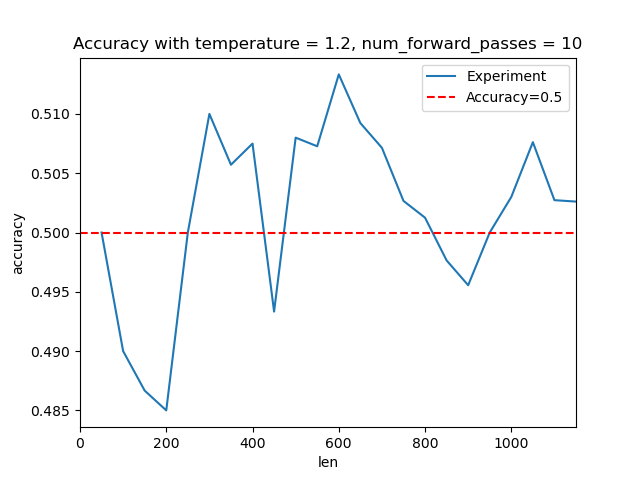 Accuracy with temperature = 1.2, num_forward_passes = 10
Experiment
Accuracy=0.5
accuracy
0.510
0.505
0.500
0.495
0.490
0.485
0 200 400 600 800 1000
len